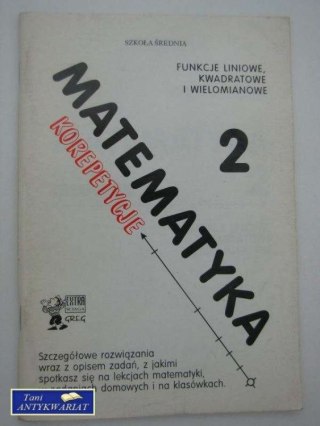 SZKOŁA ŚREDNIA
FUNKCJE LINIOWE,
KWADRATOWE
I WIELOMIANOWE
2
MATEMATYKA
KOREPETYCJE
EXTRA
GREG
Szczegółowe rozwiązania
wraz z opisem zadań, z jakimi
spotkasz się na lekcjach matematyki,
domowych i na klasówkach.
Tani
ANTYKWARIAT